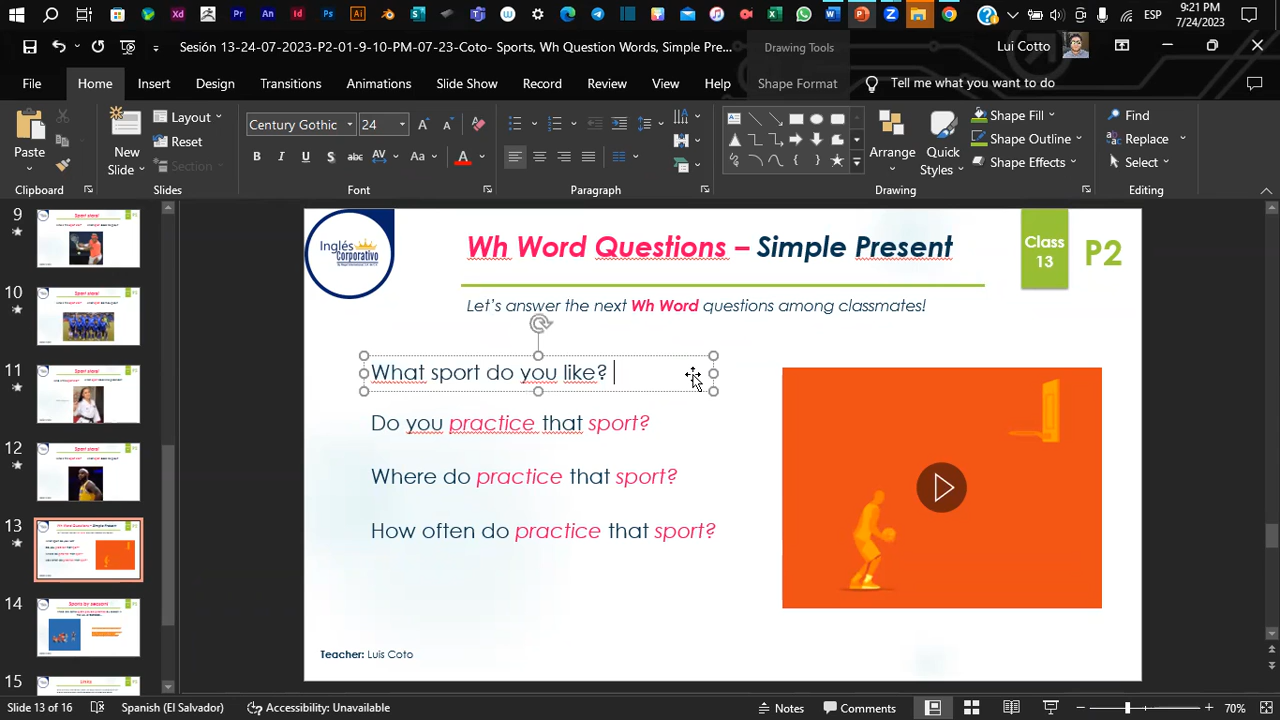 9:21 PM
ESP
7/24/2023
Sesión 13-24-07-2023-P2-01-9-10-PM-07-23-Coto- Sports, Wh Question Words, Simple Pre...
Drawing Tools
Lui Cotto
File
Home
Insert
Design
Transitions
Animations
Slide Show
Record
Review
View
Help
Shape Format
Tell me what you want to do
Paste
New Slide
Layout
Reset
Section
Century Gothic
24
Arrange
Quick Styles
Shape Fill
Shape Outline
Shape Effects
Find
Replace
Select
Clipboard
Slides
Font
Paragraph
Drawing
Editing
9
10
11
12
13
15
Inglés
Corporativo
Wh Word Questions – Simple Present
Class
13
P2
Let's answer the next Wh Word questions among classmates!
What sport do you like?
Do you practice that sport?
Where do practice that sport?
How often do practice that sport?
Teacher: Luis Coto
Slide 13 of 16
Spanish (El Salvador)
Accessibility: Unavailable
Notes
Comments
70%